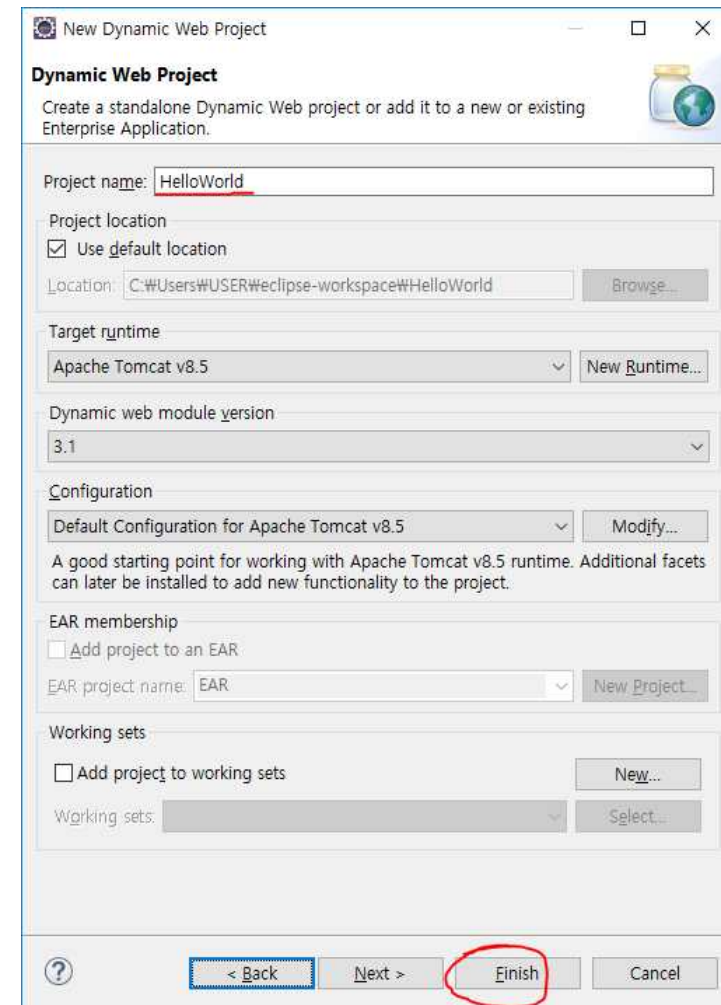 New Dynamic Web Project
Dynamic Web Project
Create a standalone Dynamic Web project or add it to a new or existing
Enterprise Application.
Project name: HelloWorld
Project location
Use default location
Location: C:₩Users₩USER₩eclipse-workspace₩HelloWorld Browse...
Target runtime
Apache Tomcat v8.5 New Runtime...
Dynamic web module version
3.1
Configuration
Default Configuration for Apache Tomcat v8.5 Modify...
A good starting point for working with Apache Tomcat v8.5 runtime. Additional facets
can later be installed to add new functionality to the project.
EAR membership
Add project to an EAR
EAR project name: EAR New Project...
Working sets
Add project to working sets New...
Working sets: Select...
? < Back Next > Finish Cancel